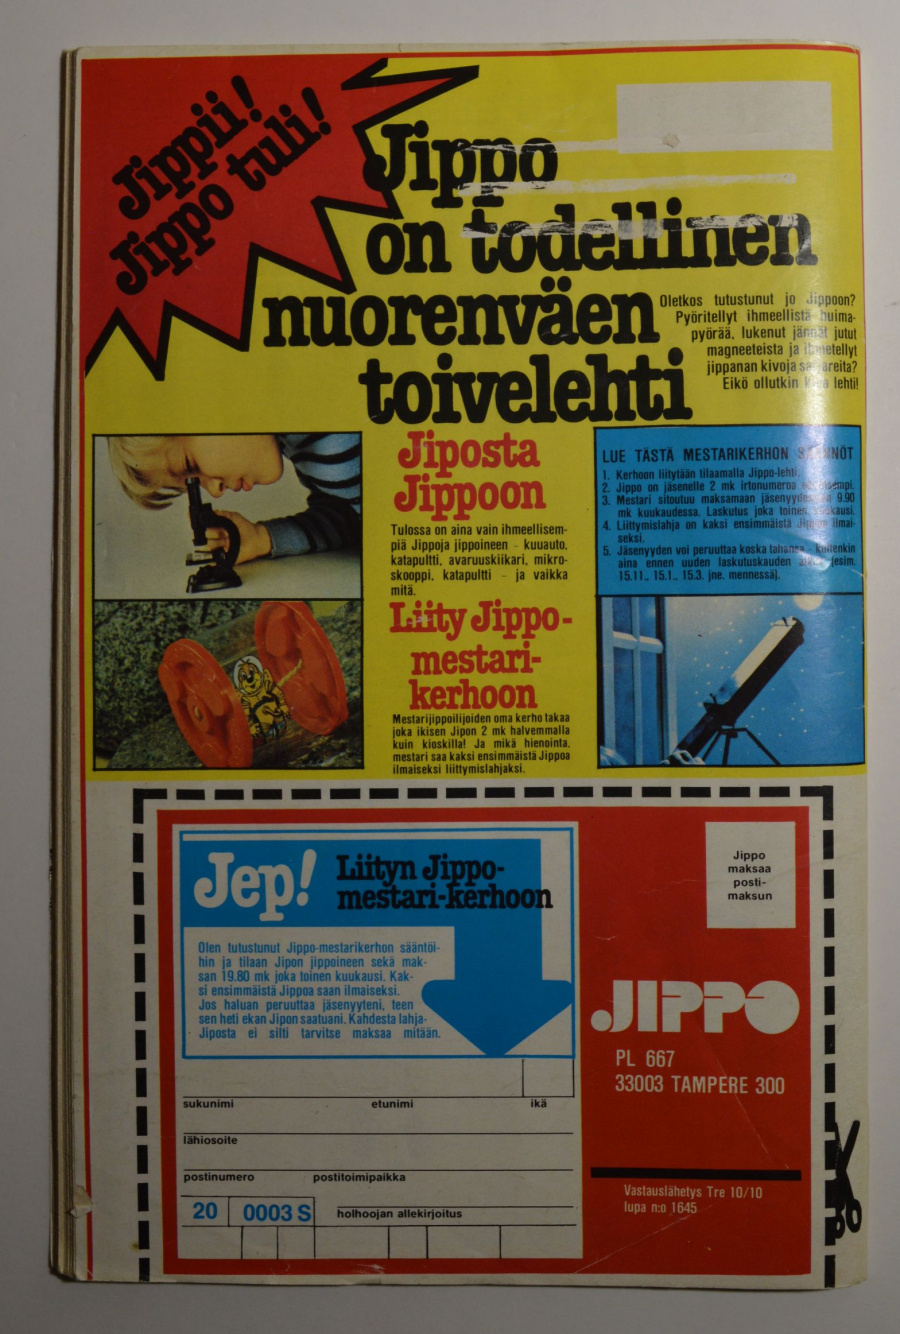 Jippii!
Jippo tuli!
Jippo
on todellinen
nuorenväen
toivelehti
Oletkos tutustunut jo Jippoon?
Pyöritellyt ihmeellistä huima-
pyörää, lukenut jännät jutut
magneeteista ja ihmetellyt
jippanan kivoja sarjareita?
Eikö ollutkin kiva lehti!
Jiposta
Jippoon
Tulossa on aina vain ihmeellisem-
piä Jippoja jippoineen - kuuauto,
katapultti, avaruuskiikari, mikro-
skooppi, katapultti - ja vaikka
mitä.
Liity Jippo-
mestari-
kerhoon
Mestarijippoilijoiden oma kerho takaa
joka ikisen Jipon 2 mk halvemmalla
kuin kioskilla! Ja mikä hienointa,
mestari saa kaksi ensimmäistä Jippoa
ilmaiseksi liittymislahjaksi.
LUE TÄSTÄ MESTARIKERHON SÄÄNNÖT
1. Kerhoon liitytään tilaamalla Jippo-lehti.
2. Jippo on jäsenelle 2 mk irtonumeroa edullisempi.
3. Mestari sitoutuu maksamaan jäsenyydestään 9.90
mk kuukaudessa. Laskutus joka toinen kuukausi.
4. Liittymislahja on kaksi ensimmäistä Jippoa ilmai-
seksi.
5. Jäsenyyden voi peruuttaa koska tahansa - kuitenkin
aina ennen uuden laskutuskauden alkua (esim.
15.11., 15.1., 15.3. jne. mennessä).
Jep!
Liityn Jippo-
mestari-kerhoon
Olen tutustunut Jippo-mestarikerhon sääntöi-
hin ja tilaan Jipon jippoineen sekä mak-
san 19.80 mk joka toinen kuukausi. Kak-
si ensimmäistä Jippoa saan ilmaiseksi.
Jos haluan peruuttaa jäsenyyteni, teen
sen heti ekan Jipon saatuani. Kahdesta lahja-
Jiposta ei silti tarvitse maksaa mitään.
sukunimi etunimi ikä
lähiosoite
postinumero postitoimipaikka
20 0003 S
holhoojan allekirjoitus
Jippo
maksaa
posti-
maksun
JIPPO
PL 667
33003 TAMPERE 300
Vastauslähetys Tre 10/10
lupa n:o 1645